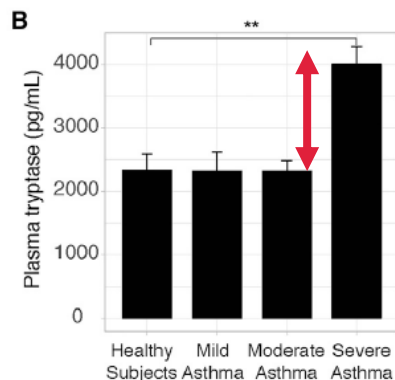 B
**
Plasma tryptase (pg/mL)
4000
3000
2000
1000
0
Healthy Subjects
Mild Asthma
Moderate Asthma
Severe Asthma